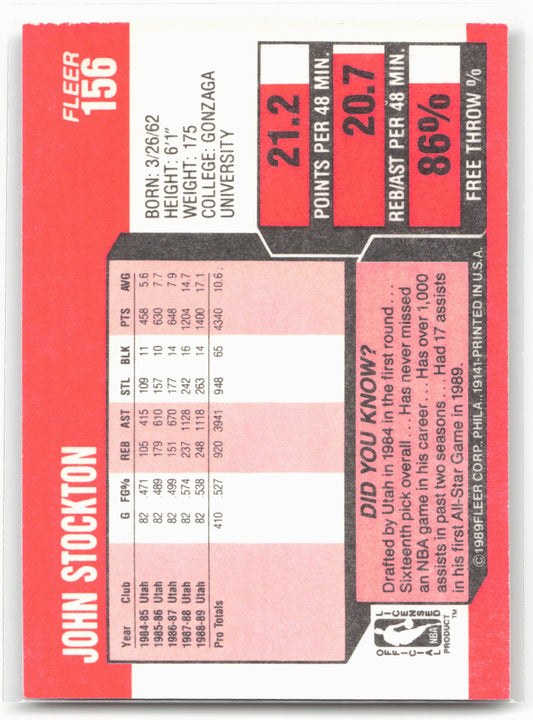 FLEER
156
JOHN STOCKTON
BORN: 3/26/62
HEIGHT: 6'1"
WEIGHT: 175
COLLEGE: GONZAGA
UNIVERSITY
Year Club G FG% REB AST STL BLK PTS AVG
1984-85 Utah 82 471 105 415 109 11 458 5.6
1985-86 Utah 82 489 179 610 157 10 630 7.7
1986-87 Utah 82 499 151 670 177 14 648 7.9
1987-88 Utah 82 574 237 1128 242 16 1204 14.7
1988-89 Utah 82 538 248 1118 263 14 1400 17.1
Pro Totals 410 527 920 3941 948 65 4340 10.6
21.2
POINTS PER 48 MIN.
20.7
REB/AST PER 48 MIN.
86%
FREE THROW %
DID YOU KNOW?
Drafted by Utah in 1984 in the first round . . .
Sixteenth pick overall. . . Has never missed
an NBA game in his career. . . Has over 1,000
assists in past two seasons. . . Had 17 assists
in his first All-Star Game in 1989.
OFFICIAL LICENSED
NBA
PRODUCT™
©1989FLEER CORP., PHILA., 19141-PRINTED IN U.S.A.